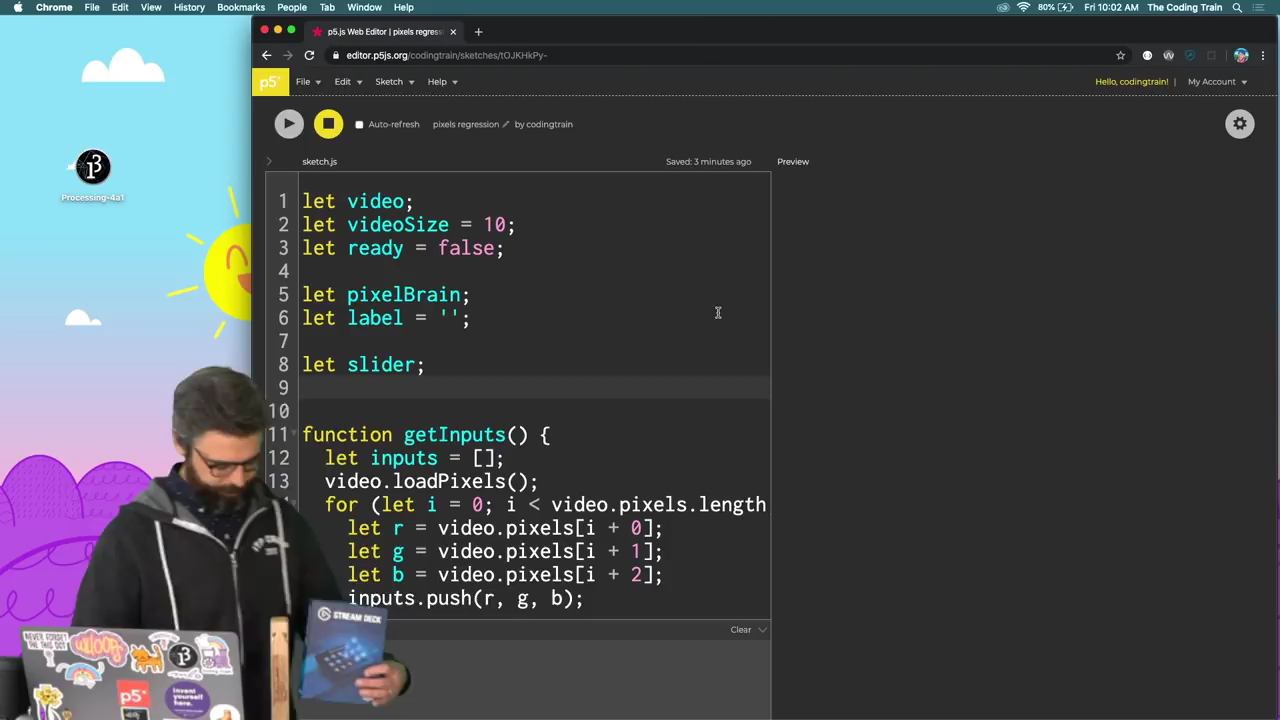 Chrome File Edit View History Bookmarks People Tab Window Help 80% Fri 10:02 AM The Coding Train
p5.js Web Editor | pixels regress
editor.p5js.org/codingtrain/sketches/tOJKHkPy-
p5* File Edit Sketch Help Hello, codingtrain! | My Account
Auto-refresh pixels regression by codingtrain
sketch.js Saved: 3 minutes ago Preview
Processing-4a1
1 let video;
2 let videoSize = 10;
3 let ready = false;
4
5 let pixelBrain;
6 let label = '';
7
8 let slider;
9
10
11 function getInputs() {
12 let inputs = [];
13 video.loadPixels();
for (let i = 0; i < video.pixels.length
let r = video.pixels[i + 0];
let g = video.pixels[i + 1];
let b = video.pixels[i + 2];
inputs.push(r, g, b);
Clear
STREAM DECK
p5*